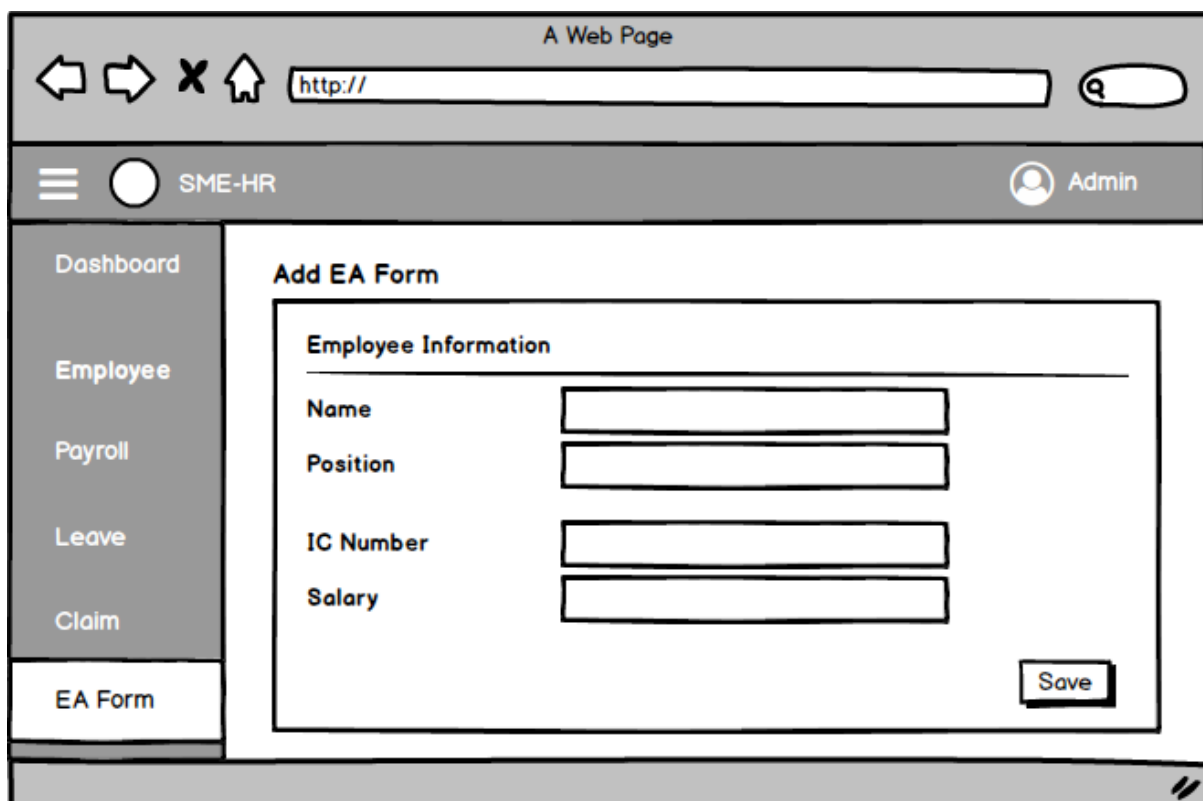 A Web Page
http://
SME-HR
Admin
Dashboard
Employee
Payroll
Leave
Claim
EA Form
Add EA Form
Employee Information
Name
Position
IC Number
Salary
Save